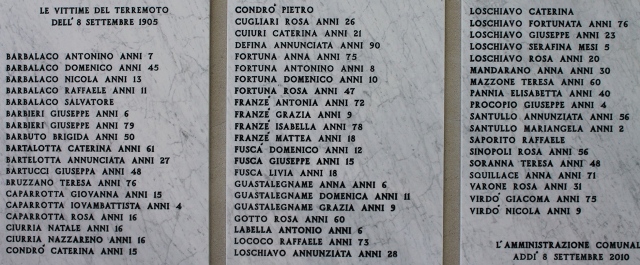 LE VITTIME DEL TERREMOTO
DELL' 8 SETTEMBRE 1905
BARBALACO ANTONINO ANNI 7
BARBALACO DOMENICO ANNI 45
BARBALACO NICOLA ANNI 13
BARBALACO RAFFAELE ANNI 11
BARBALACO SALVATORE
BARBIERI GIUSEPPE ANNI 6
BARBIERI GIUSEPPE ANNI 79
BARBUTO BRIGIDA ANNI 50
BARTALOTTA CATERINA ANNI 61
BARTELOTTA ANNUNCIATA ANNI 27
BARTUCCI GIUSEPPA ANNI 48
BRUZZANO TERESA ANNI 76
CAPARROTTA GIOVANNA ANNI 15
CAPARROTTA IOVAMBATTISTA ANNI 4
CAPARROTTA ROSA ANNI 16
CIURRIA NATALE ANNI 16
CIURRIA NAZZARENO ANNI 16
CONDRO' CATERINA ANNI 15
CONDRO' PIETRO
CUGLIARI ROSA ANNI 26
CUIURI CATERINA ANNI 21
DEFINA ANNUNCIATA ANNI 90
FORTUNA ANNA ANNI 75
FORTUNA ANTONINO ANNI 8
FORTUNA DOMENICO ANNI 10
FORTUNA ROSA ANNI 47
FRANZE' ANTONIA ANNI 72
FRANZE' GRAZIA ANNI 9
FRANZE' ISABELLA ANNI 78
FRANZE' MATTEA ANNI 18
FUSCA' DOMENICO ANNI 12
FUSCA GIUSEPPE ANNI 15
FUSCA LIVIA ANNI 18
GUASTALEGNAME ANNA ANNI 6
GUASTALEGNAME DOMENICA ANNI 11
GUASTALEGNAME GRAZIA ANNI 9
GOTTO ROSA ANNI 60
LABELLA ANTONIO ANNI 6
LOCOCO RAFFAELE ANNI 73
LOSCHIAVO ANNUNZIATA ANNI 28
LOSCHIAVO CATERINA
LOSCHIAVO FORTUNATA ANNI 76
LOSCHIAVO GIUSEPPE ANNI 23
LOSCHIAVO SERAFINA MESI 5
LOSCHIAVO ROSA ANNI 20
MANDARANO ANNA ANNI 30
MAZZONE TERESA ANNI 60
PANNIA ELISABETTA ANNI 40
PROCOPIO GIUSEPPE ANNI 4
SANTULLO ANNUNZIATA ANNI 56
SANTULLO MARIANGELA ANNI 2
SAPORITO RAFFAELE
SINOPOLI ROSA ANNI 56
SORANNA TERESA ANNI 48
SQUILLACE ANNA ANNI 71
VARONE ROSA ANNI 31
VIRDO' GIACOMA ANNI 75
VIRDO' NICOLA ANNI 9
L'AMMINISTRAZIONE COMUNAL
ADDI' 8 SETTEMBRE 2010